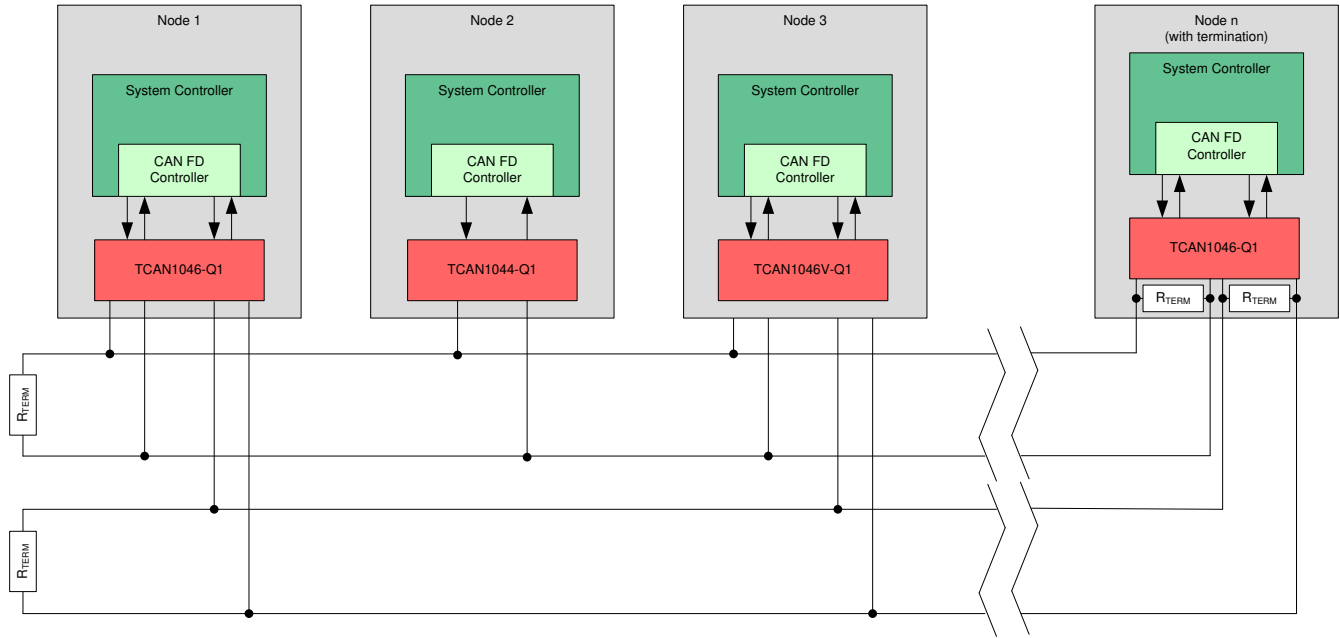 Node 1
System Controller
CAN FD
Controller
TCAN1046-Q1
Node 2
System Controller
CAN FD
Controller
TCAN1044-Q1
Node 3
System Controller
CAN FD
Controller
TCAN1046V-Q1
Node n
(with termination)
System Controller
CAN FD
Controller
TCAN1046-Q1
RTERM
RTERM
RTERM
RTERM